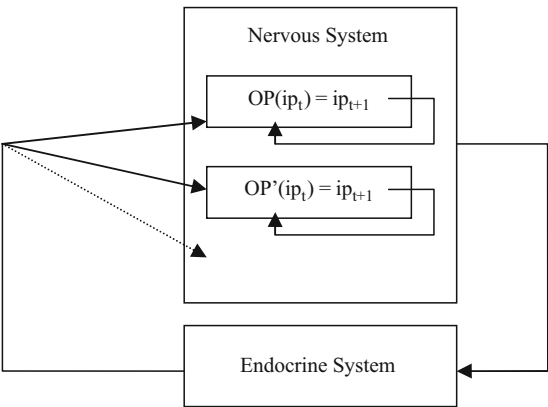 Nervous System
OP(ipₜ) = ipₜ₊₁
OP’(ipₜ) = ipₜ₊₁
Endocrine System